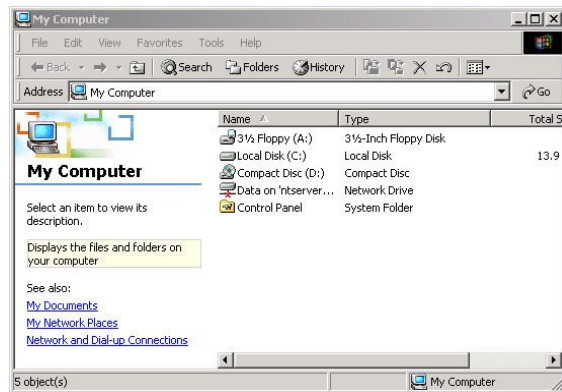 My Computer
File Edit View Favorites Tools Help
Back Search Folders History
Address My Computer Go
Name Type Total S
3½ Floppy (A:) 3½-Inch Floppy Disk
Local Disk (C:) Local Disk 13.9
Compact Disc (D:) Compact Disc
Data on 'ntserver... Network Drive
Control Panel System Folder
My Computer
Select an item to view its
description.
Displays the files and folders on
your computer
See also:
My Documents
My Network Places
Network and Dial-up Connections
5 object(s) My Computer